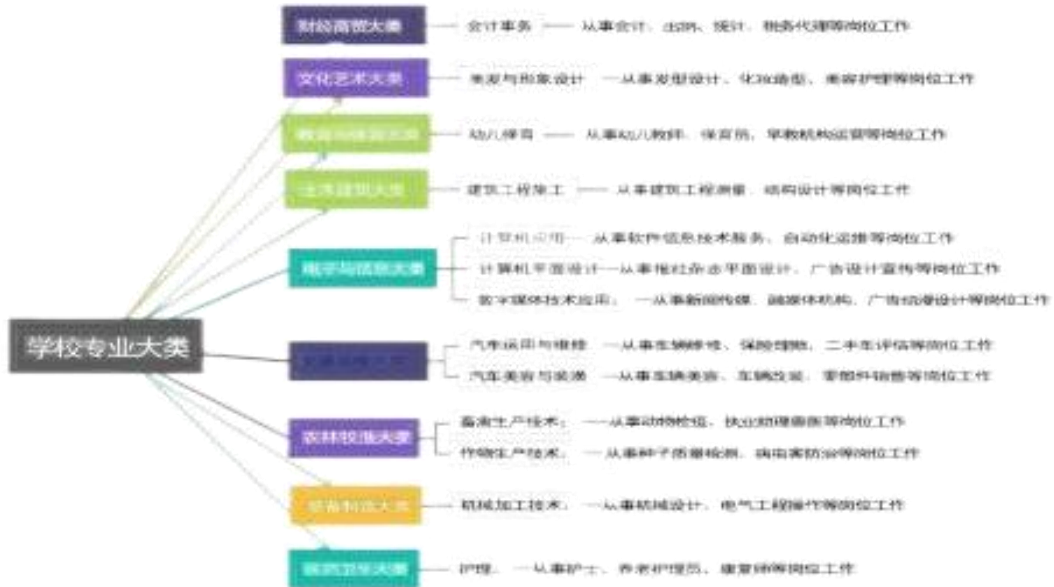 财经商贸大类 会计事务 从事会计、出纳、统计、税务代理等岗位工作
文化艺术大类 美发与形象设计 从事发型设计、化妆造型、美容护理等岗位工作
教育与体育大类 幼儿保育 从事幼儿教师、保育员、早教机构运营等岗位工作
土木建筑大类 建筑工程施工 从事建筑工程测量、结构设计等岗位工作
计算机应用 从事软件信息技术服务、自动化运维等岗位工作
电子与信息大类 计算机平面设计 从事报社杂志平面设计、广告设计宣传等岗位工作
数字媒体技术应用: 从事新闻传媒、融媒体机构、广告动漫设计等岗位工作
学校专业大类
汽车运用与维修 从事车辆维修、保险理赔、二手车评估等岗位工作
汽车美容与装潢 从事车辆美容、车辆改装、零部件销售等岗位工作
农林牧渔大类
畜禽生产技术: 从事动物检疫、执业助理兽医等岗位工作
作物生产技术: 从事种子质量检测、病虫害防治等岗位工作
装备制造大类 机械加工技术: 从事机械设计、电气工程操作等岗位工作
医药卫生大类 护理: 从事护士、养老护理员、康复师等岗位工作